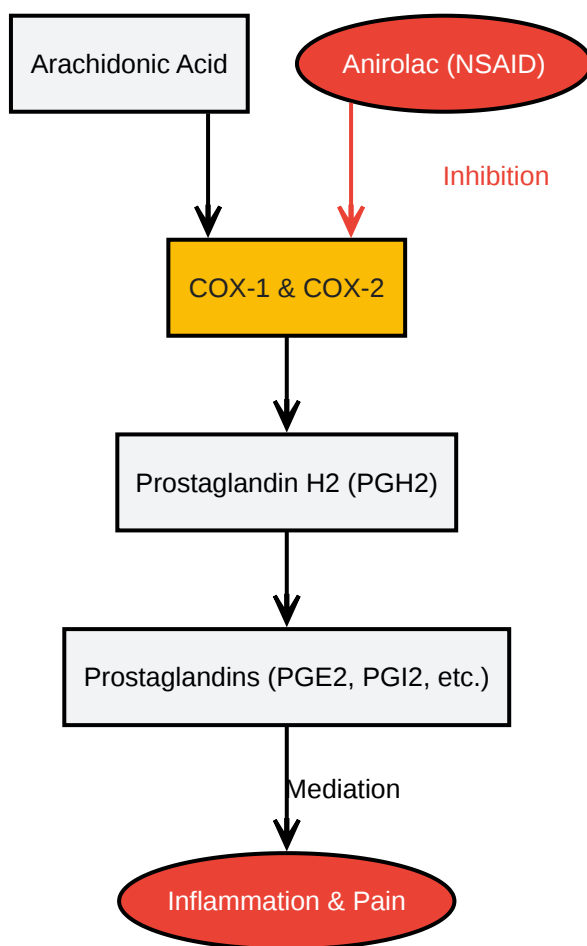 Arachidonic Acid
Anirolac (NSAID)
Inhibition
COX-1 & COX-2
Prostaglandin H2 (PGH2)
Prostaglandins (PGE2, PGI2, etc.)
Mediation
Inflammation & Pain